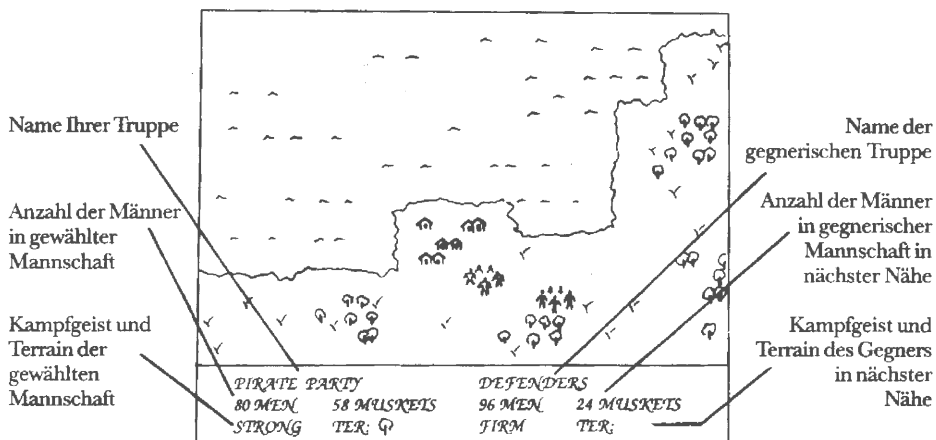 Name Ihrer Truppe
Anzahl der Männer
in gewählter
Mannschaft
Kampfgeist und
Terrain der
gewählten
Mannschaft
Name der
gegnerischen Truppe
Anzahl der Männer
in gegnerischer
Mannschaft in
nächster Nähe
Kampfgeist und
Terrain des Gegners
in nächster
Nähe
PIRATE PARTY
80 MEN 58 MUSKETS
STRONG TER:
DEFENDERS
96 MEN 24 MUSKETS
FIRM TER: